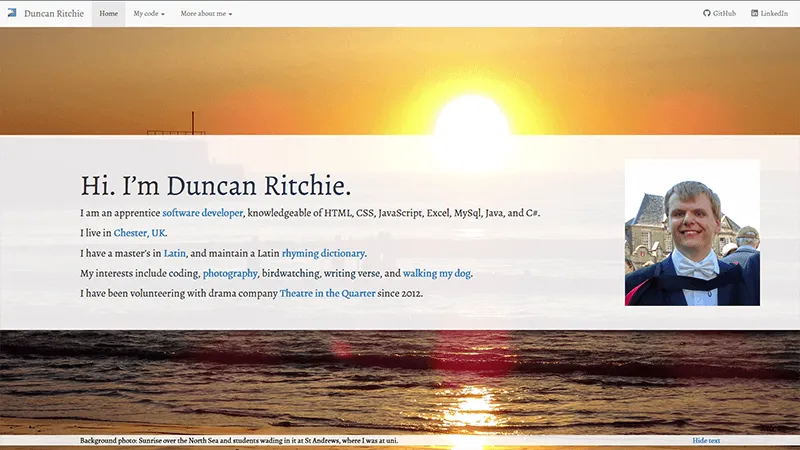 Duncan Ritchie Home My code More about me GitHub LinkedIn
Hi. I’m Duncan Ritchie.
I am an apprentice software developer, knowledgeable of HTML, CSS, JavaScript, Excel, MySql, Java, and C#.
I live in Chester, UK.
I have a master’s in Latin, and maintain a Latin rhyming dictionary.
My interests include coding, photography, birdwatching, writing verse, and walking my dog.
I have been volunteering with drama company Theatre in the Quarter since 2012.
Background photo: Sunrise over the North Sea and students wading in it at St Andrews, where I was at uni. Hide text